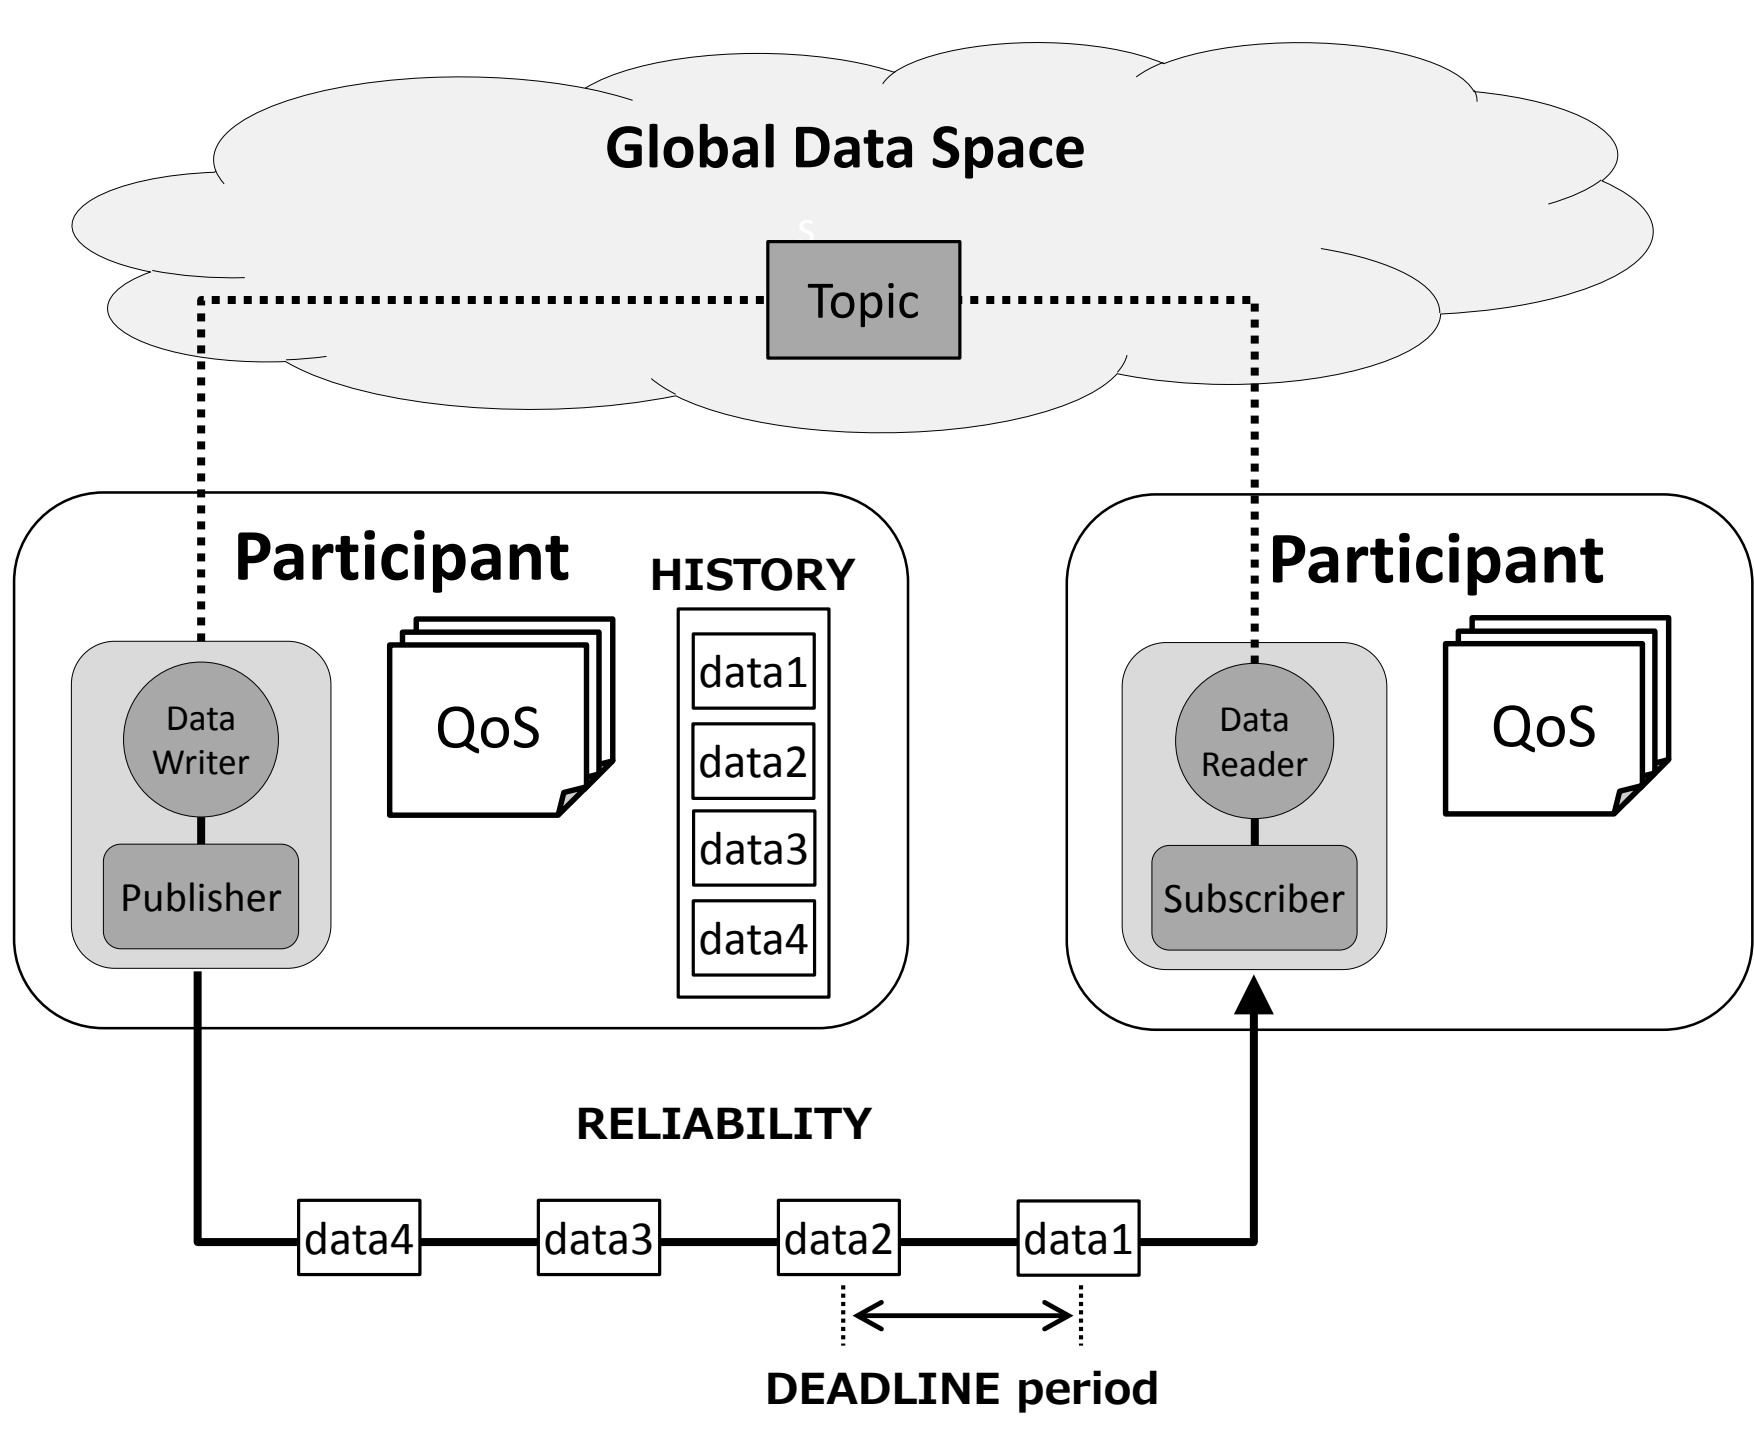 Global Data Space
s
Topic
Participant
HISTORY
Data
Writer
Publisher
QoS
data1
data2
data3
data4
Participant
Data
Reader
Subscriber
QoS
RELIABILITY
data4
data3
data2
data1
DEADLINE period